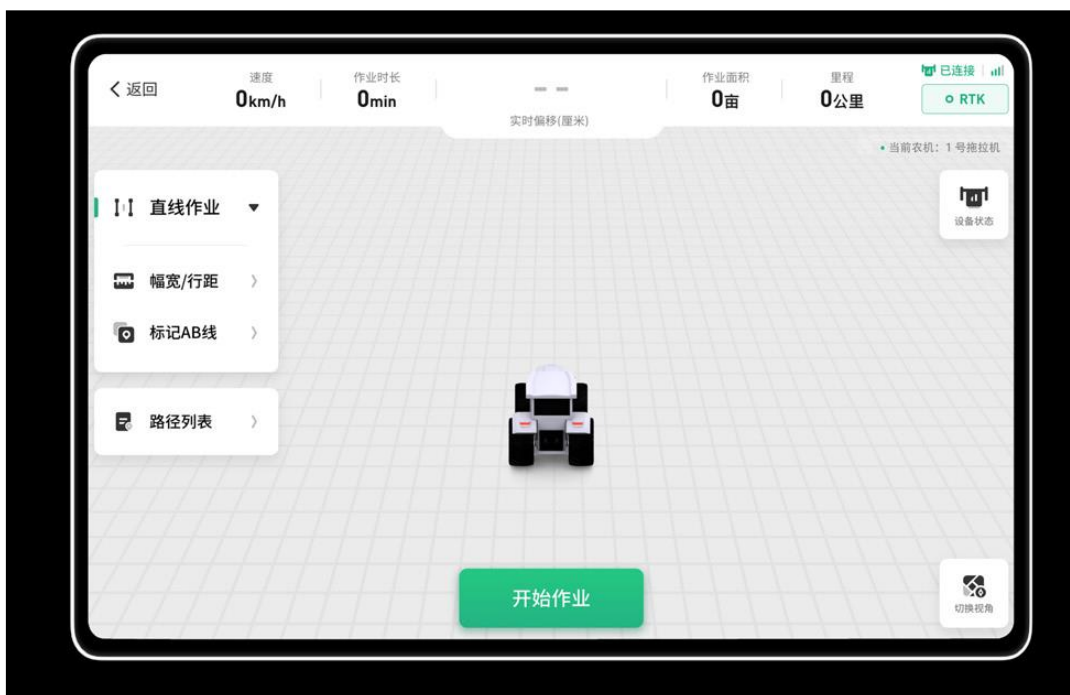 返回
速度
0km/h
作业时长
0min
-- --
实时偏移(厘米)
作业面积
0亩
里程
0公里
已连接
RTK
当前农机：1号拖拉机
直线作业
幅宽/行距
标记AB线
路径列表
设备状态
开始作业
切换视角